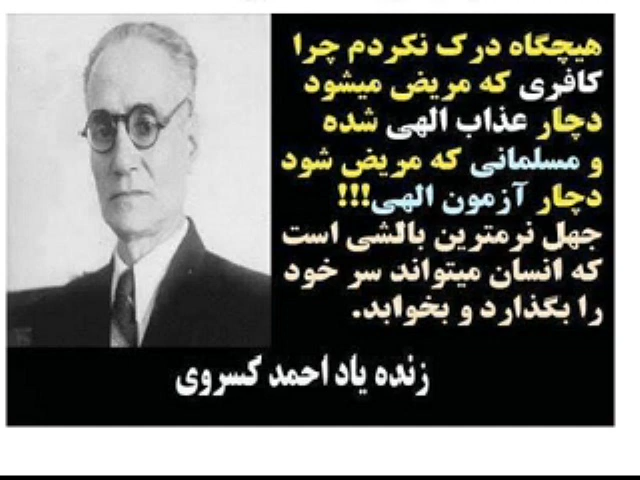 هیچگاه درک نکردم چرا
کافری که مریض میشود
دچار عذاب الهی شده
و مسلمانی که مریض شود
دچار آزمون الهی!!!
جهل نرمترین بالشی است
که انسان میتواند سر خود
را بگذارد و بخوابد.
زنده یاد احمد کسروی